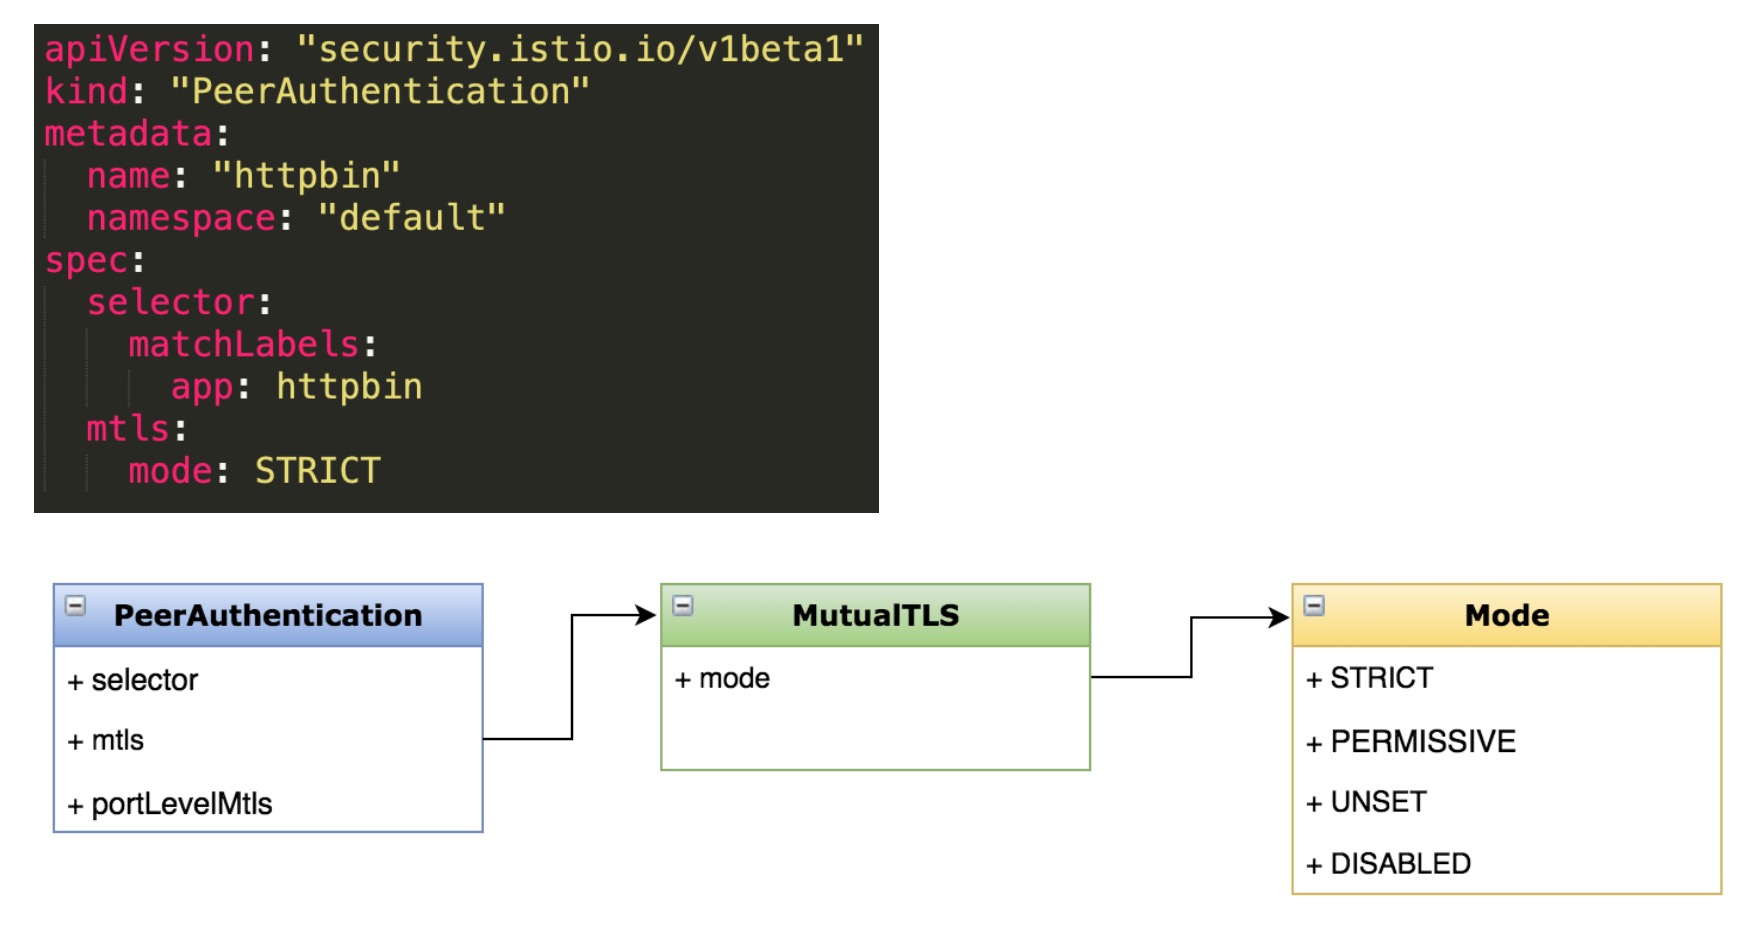 apiVersion: "security.istio.io/v1beta1"
kind: "PeerAuthentication"
metadata:
  name: "httpbin"
  namespace: "default"
spec:
  selector:
    matchLabels:
      app: httpbin
  mtls:
    mode: STRICT
PeerAuthentication
+ selector
+ mtls
+ portLevelMtls
MutualTLS
+ mode
Mode
+ STRICT
+ PERMISSIVE
+ UNSET
+ DISABLED